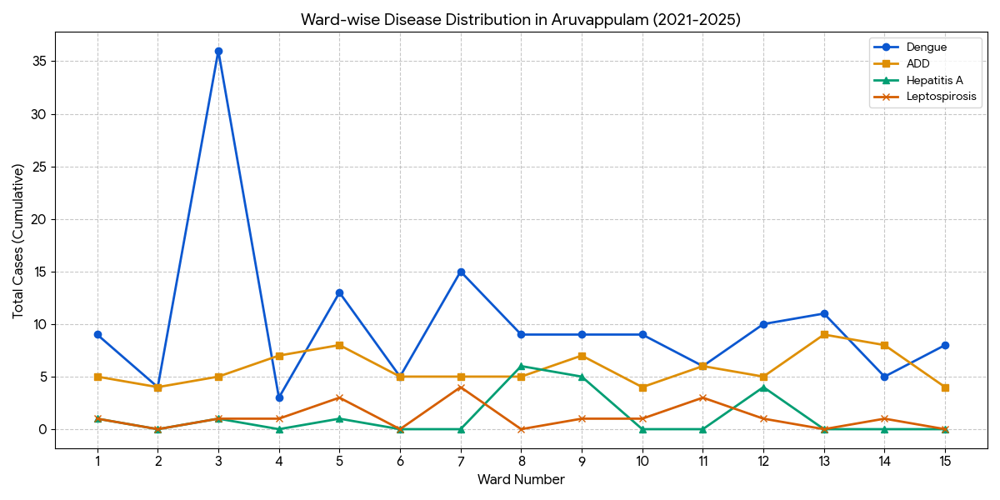 Ward-wise Disease Distribution in Aruvappulam (2021-2025)
Dengue
ADD
Hepatitis A
Leptospirosis
Total Cases (Cumulative)
35
30
25
20
15
10
5
0
1 2 3 4 5 6 7 8 9 10 11 12 13 14 15
Ward Number